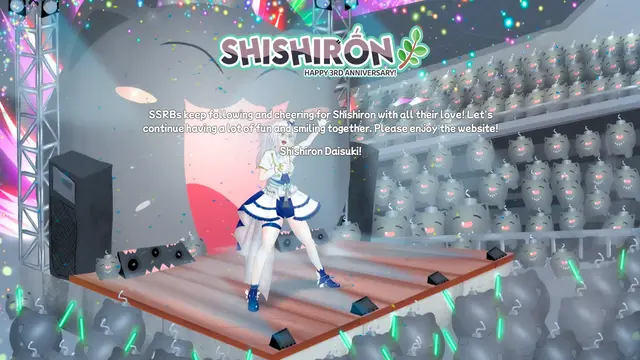 SHISHIRÓN
HAPPY 3RD ANNIVERSARY!
SSRBs keep following and cheering for Shishiron with all their love! Let's
continue having a lot of fun and smiling together. Please enjoy the website!
Shishiron Daisuki!